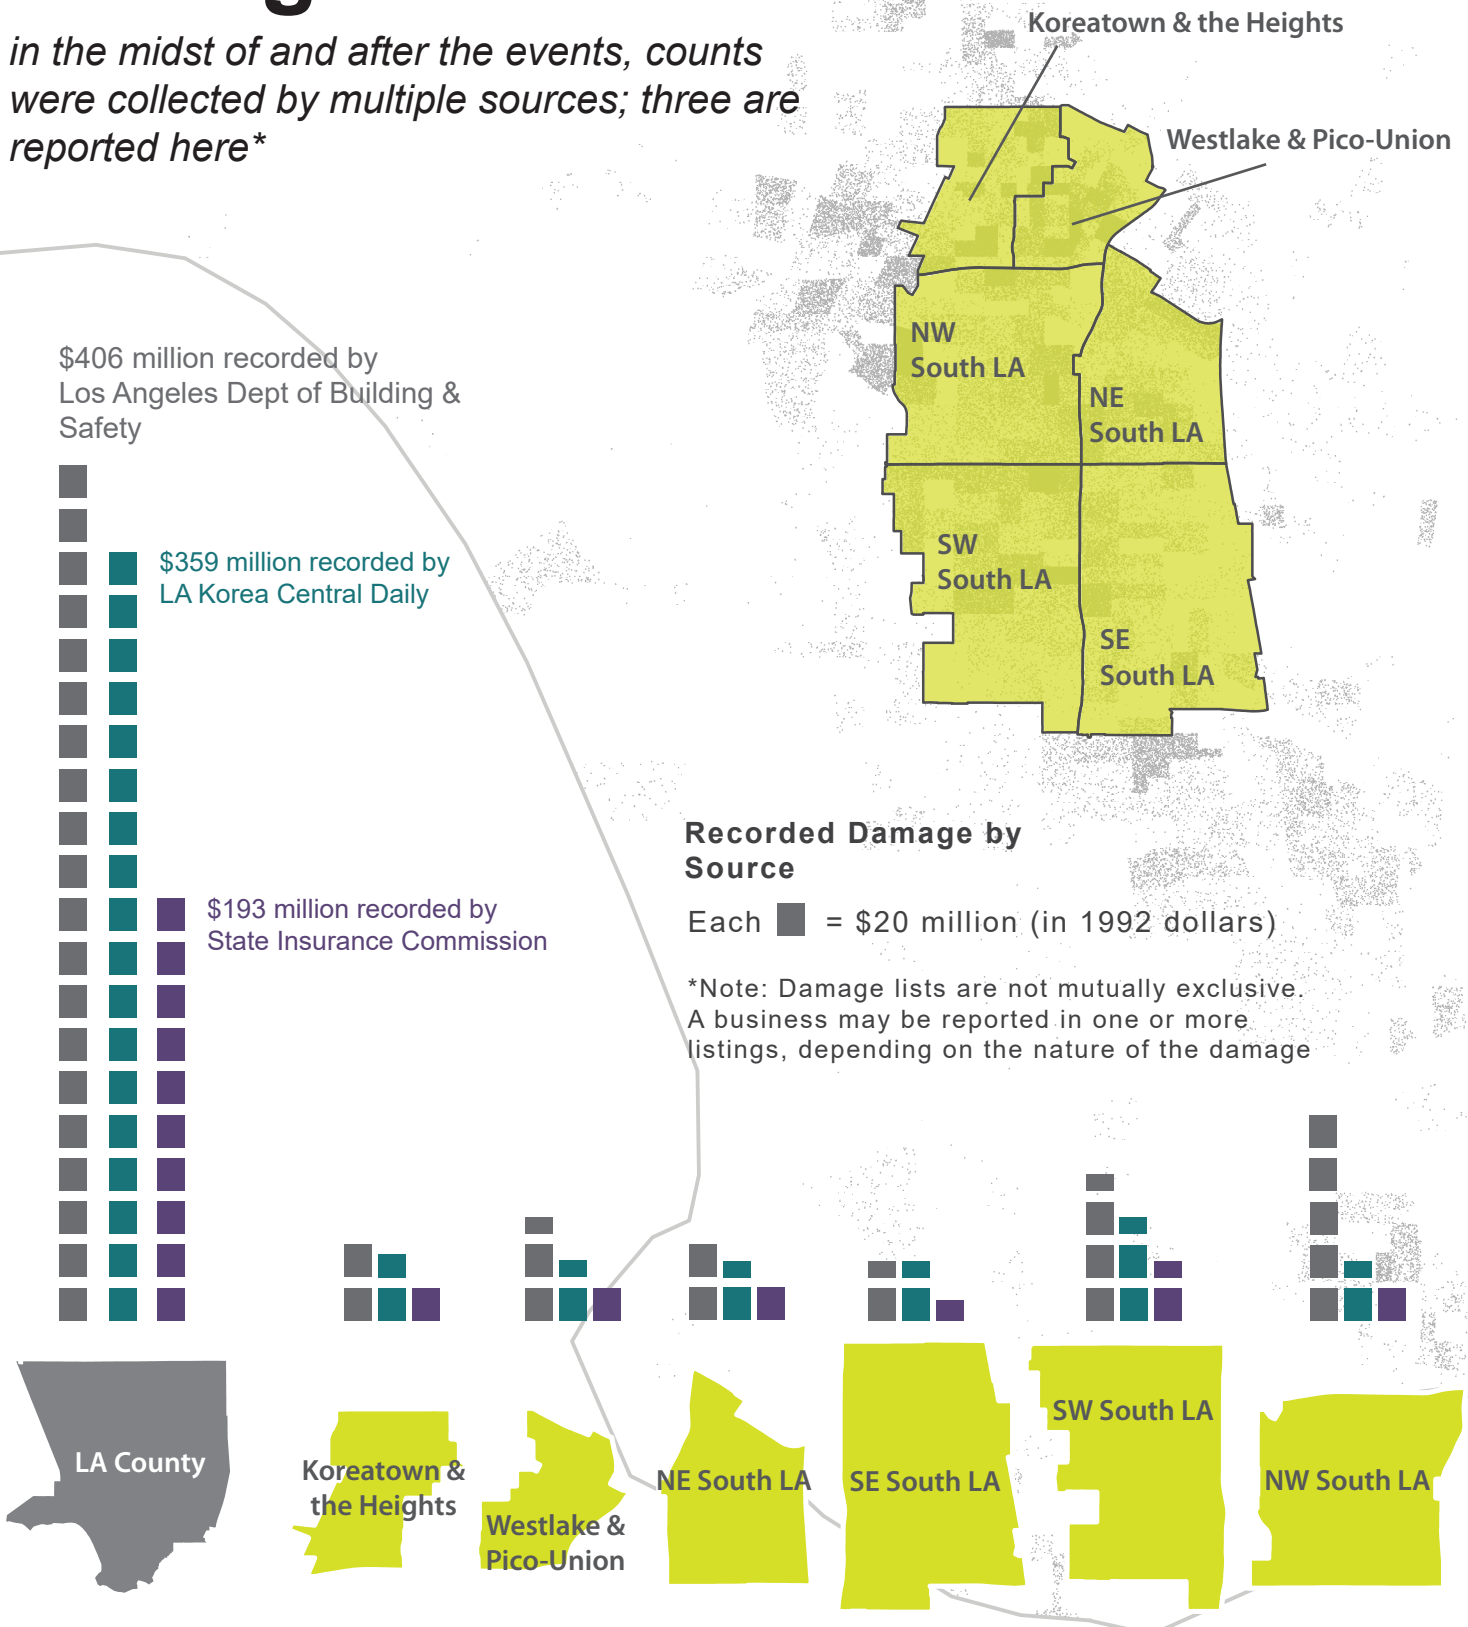 in the midst of and after the events, counts
were collected by multiple sources; three are
reported here*
Koreatown & the Heights
Westlake & Pico-Union
NW
South LA
NE
South LA
SW
South LA
SE
South LA
$406 million recorded by
Los Angeles Dept of Building &
Safety
$359 million recorded by
LA Korea Central Daily
$193 million recorded by
State Insurance Commission
Recorded Damage by
Source
Each = $20 million (in 1992 dollars)
*Note: Damage lists are not mutually exclusive.
A business may be reported in one or more
listings, depending on the nature of the damage
LA County
Koreatown &
the Heights
Westlake &
Pico-Union
NE South LA
SE South LA
SW South LA
NW South LA